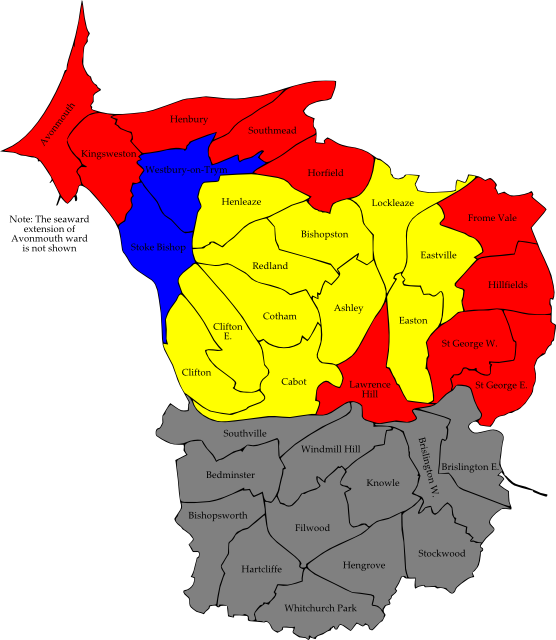 Avonmouth
Henbury
Southmead
Kingsweston
Westbury-on-Trym
Horfield
Henleaze
Lockleaze
Frome Vale
Note: The seaward
extension of
Avonmouth ward
is not shown
Stoke Bishop
Bishopston
Eastville
Redland
Hillfields
Ashley
Cotham
Easton
Clifton
E.
St George W.
Clifton
Cabot
Lawrence
Hill
St George E.
Southville
Windmill Hill
Brislington W.
Brislington E.
Bedminster
Knowle
Bishopsworth
Filwood
Stockwood
Hartcliffe
Hengrove
Whitchurch Park